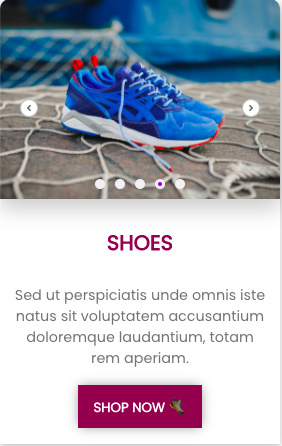 SHOES
Sed ut perspiciatis unde omnis iste
natus sit voluptatem accusantium
doloremque laudantium, totam
rem aperiam.
SHOP NOW